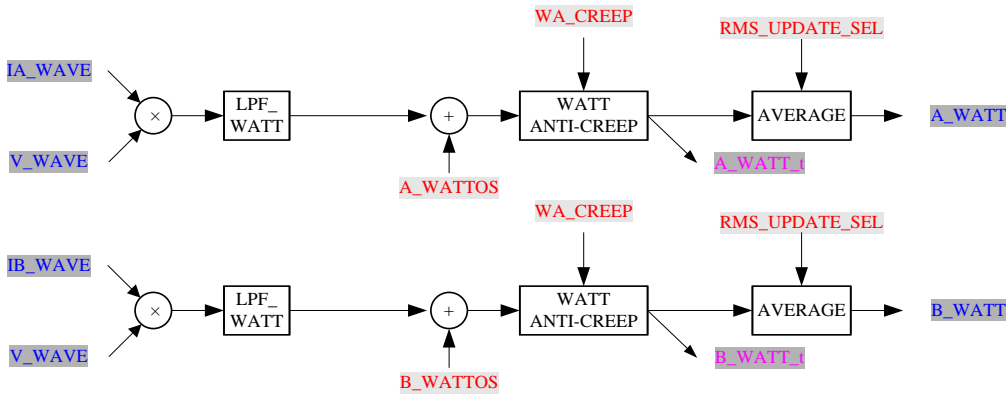 WA_CREEP
RMS_UPDATE_SEL
IA_WAVE
LPF_
WATT
WATT
ANTI-CREEP
AVERAGE
A_WATT
×
+
V_WAVE
A_WATT_t
A_WATTOS
WA_CREEP
RMS_UPDATE_SEL
IB_WAVE
LPF_
WATT
WATT
ANTI-CREEP
AVERAGE
B_WATT
×
+
V_WAVE
B_WATT_t
B_WATTOS